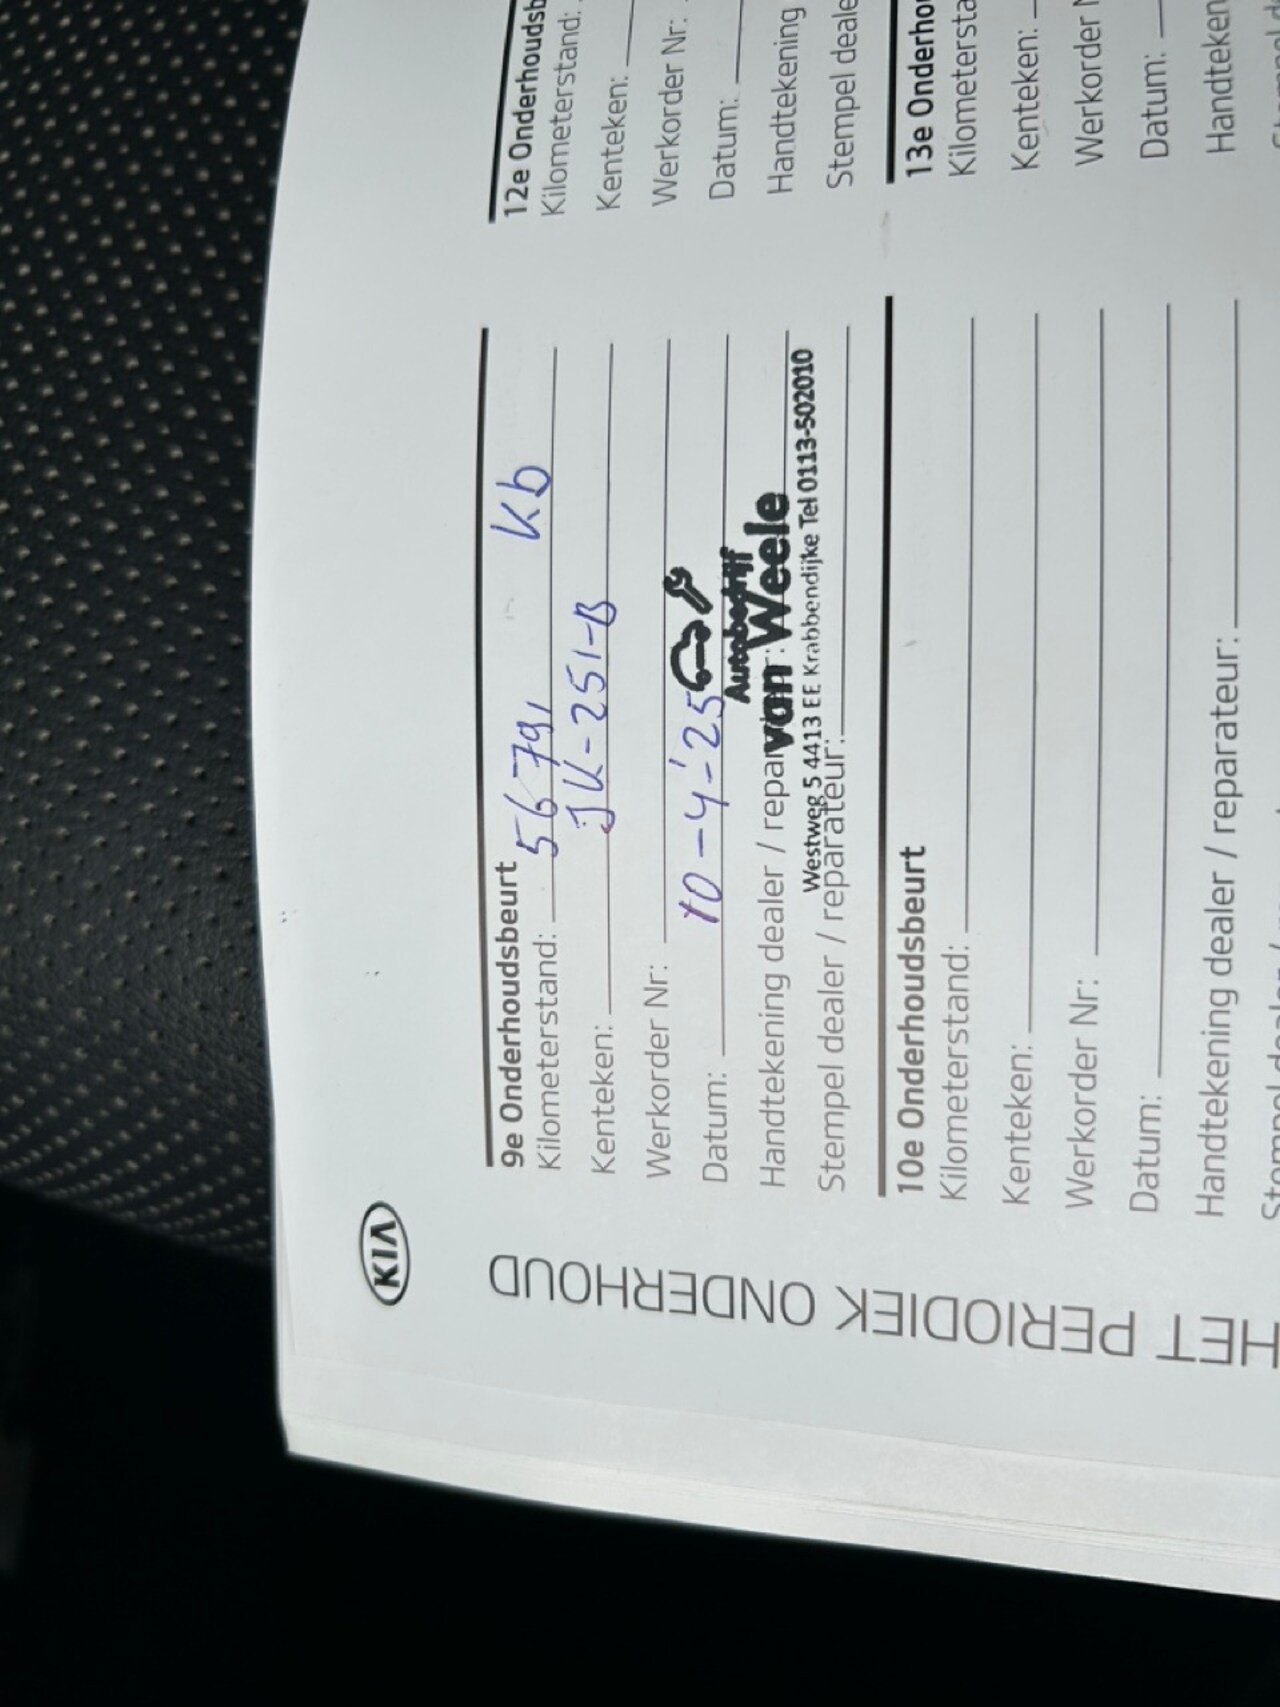 KIA
HET PERIODIEK ONDERHOUD
9e Onderhoudsbeurt
Kilometerstand: 56791 Kb
Kenteken: JK-251-B
Werkorder Nr:
Datum: 10-4-'25
Autobedrijf
Handtekening dealer / repar
van Weele
Westweg 5 4413 EE Krabbendijke Tel 0113-502010
Stempel dealer / reparateur:
10e Onderhoudsbeurt
Kilometerstand:
Kenteken:
Werkorder Nr:
Datum:
Handtekening dealer / reparateur:
12e Onderhoudsb
Kilometerstand:
Kenteken:
Werkorder Nr:
Datum:
Handtekening
Stempel deale
13e Onderhou
Kilometersta
Kenteken:
Werkorder N
Datum:
Handteken